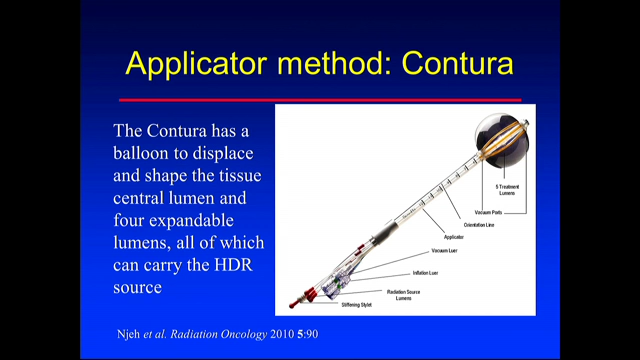 Applicator method: Contura
The Contura has a
balloon to displace
and shape the tissue
central lumen and
four expandable
lumens, all of which
can carry the HDR
source
5 Treatment
Lumens
Vacuum Ports
Orientation Line
Applicator
Vacuum Luer
Inflation Luer
Radiation Source
Lumens
Stiffening Stylet
Njeh et al. Radiation Oncology 2010 5:90